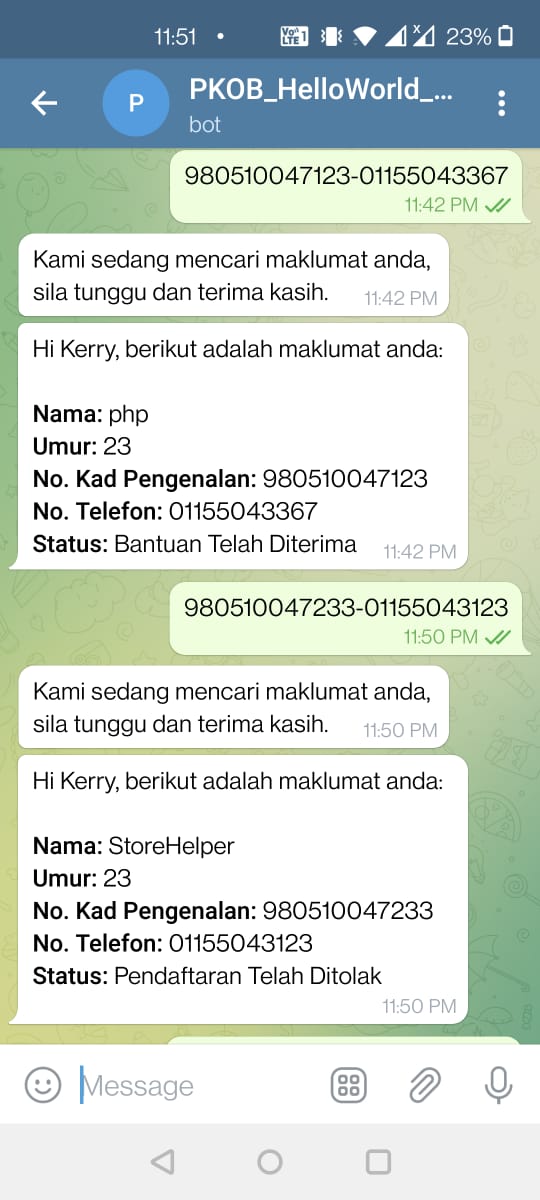 11:51
VoLTE 1
23%
P
PKOB_HelloWorld_...
bot
980510047123-01155043367
11:42 PM
Kami sedang mencari maklumat anda,
sila tunggu dan terima kasih.
11:42 PM
Hi Kerry, berikut adalah maklumat anda:
Nama: php
Umur: 23
No. Kad Pengenalan: 980510047123
No. Telefon: 01155043367
Status: Bantuan Telah Diterima
11:42 PM
980510047233-01155043123
11:50 PM
Kami sedang mencari maklumat anda,
sila tunggu dan terima kasih.
11:50 PM
Hi Kerry, berikut adalah maklumat anda:
Nama: StoreHelper
Umur: 23
No. Kad Pengenalan: 980510047233
No. Telefon: 01155043123
Status: Pendaftaran Telah Ditolak
11:50 PM
Message